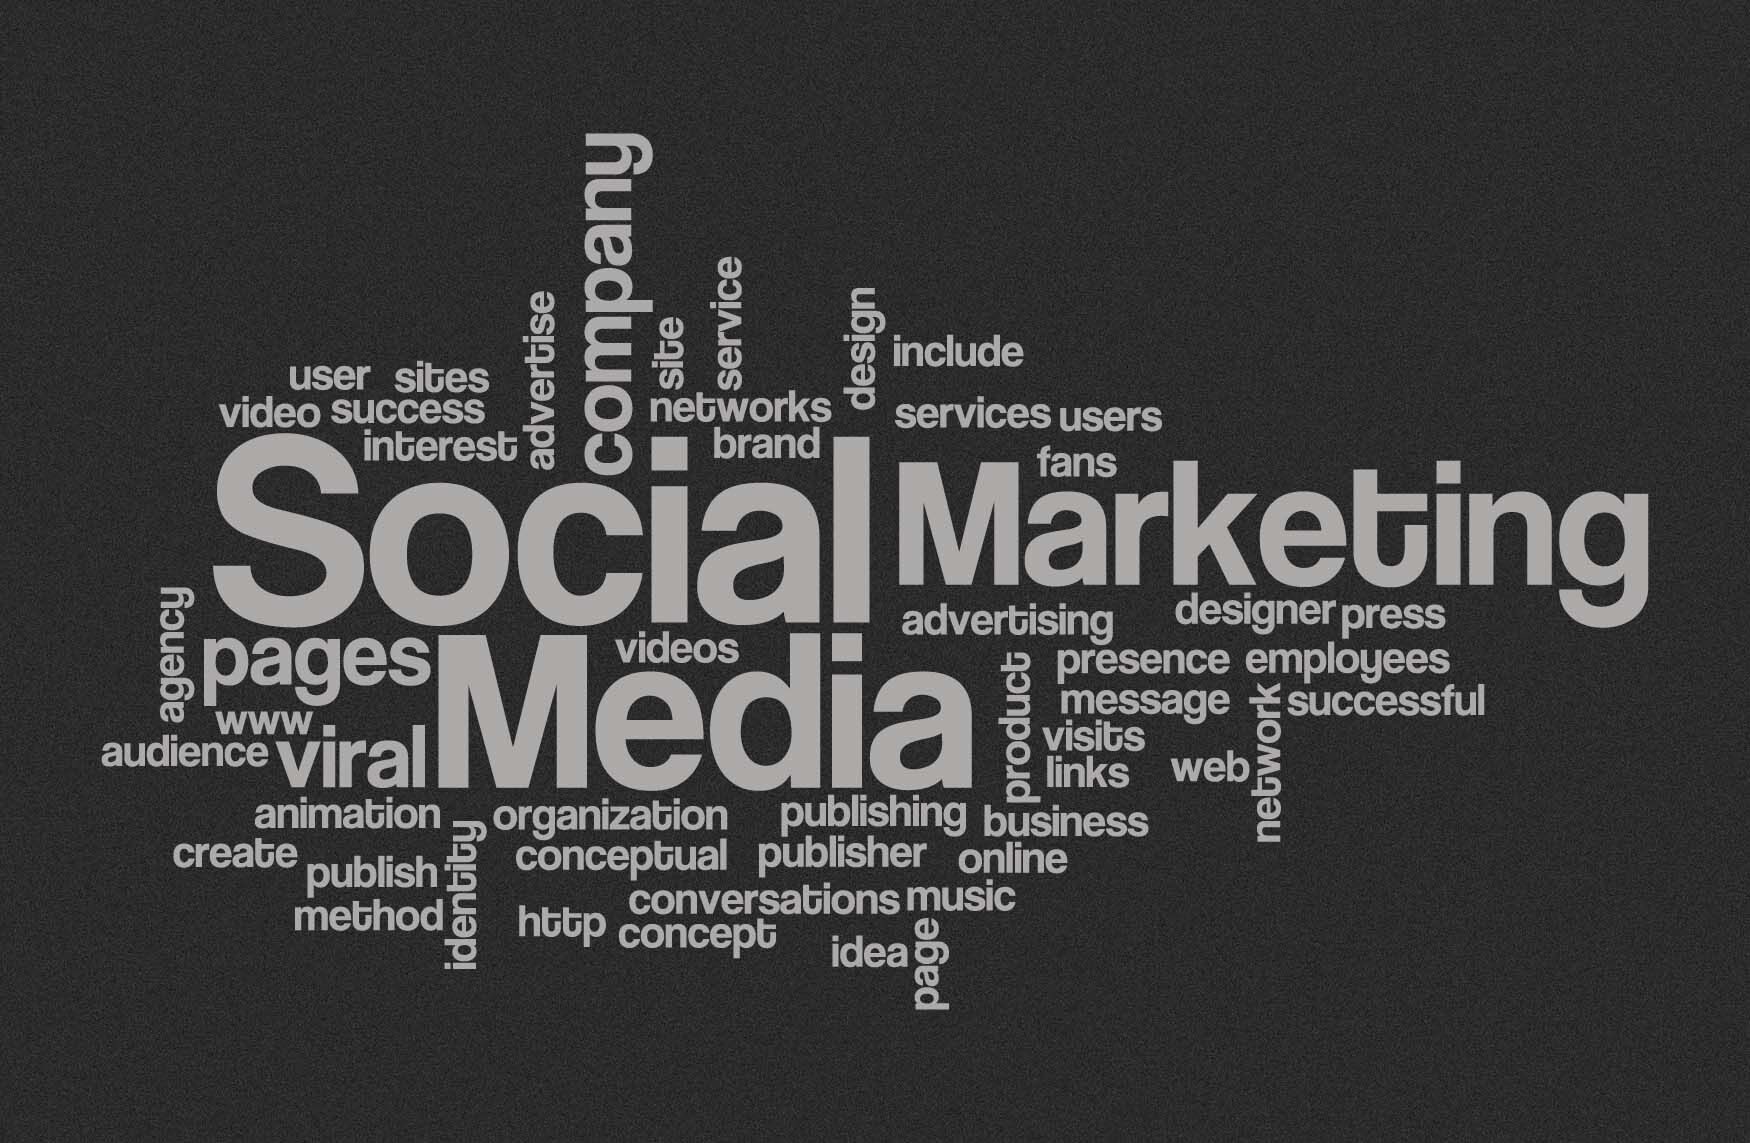 company
service
design
advertise
site
include
user sites
video success
networks
services users
interest
brand
fans
Social Marketing
agency
advertising
designer press
pages
videos
Media
product
presence employees
message
network
successful
www
viral
audience
visits
links
web
animation
identity
organization
publishing
business
create
publish
conceptual
publisher
online
method
conversations music
http
concept
idea
page